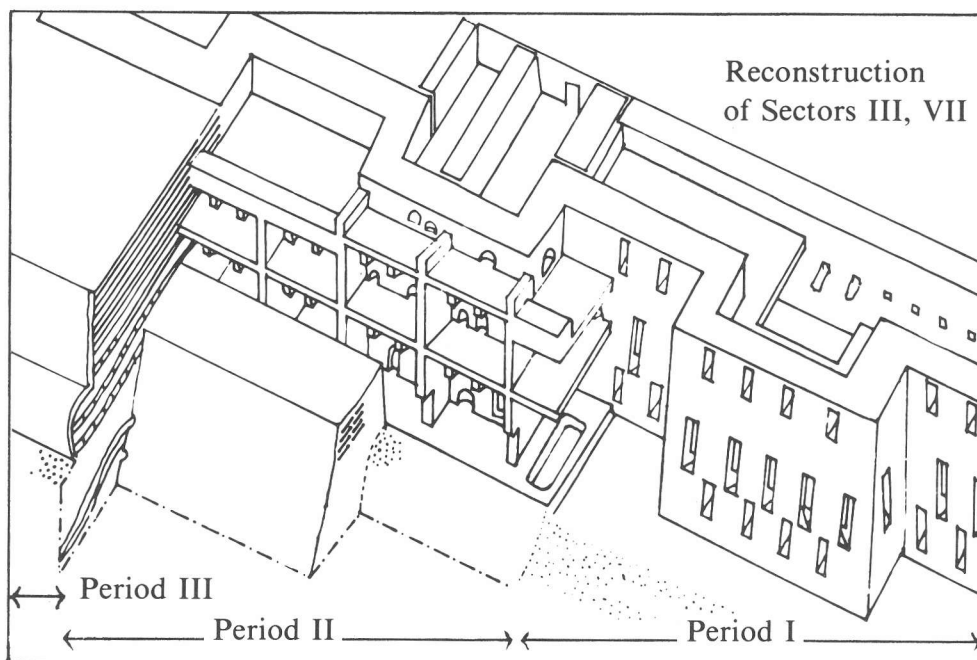 Reconstruction
of Sectors III, VII
Period III
Period II
Period I